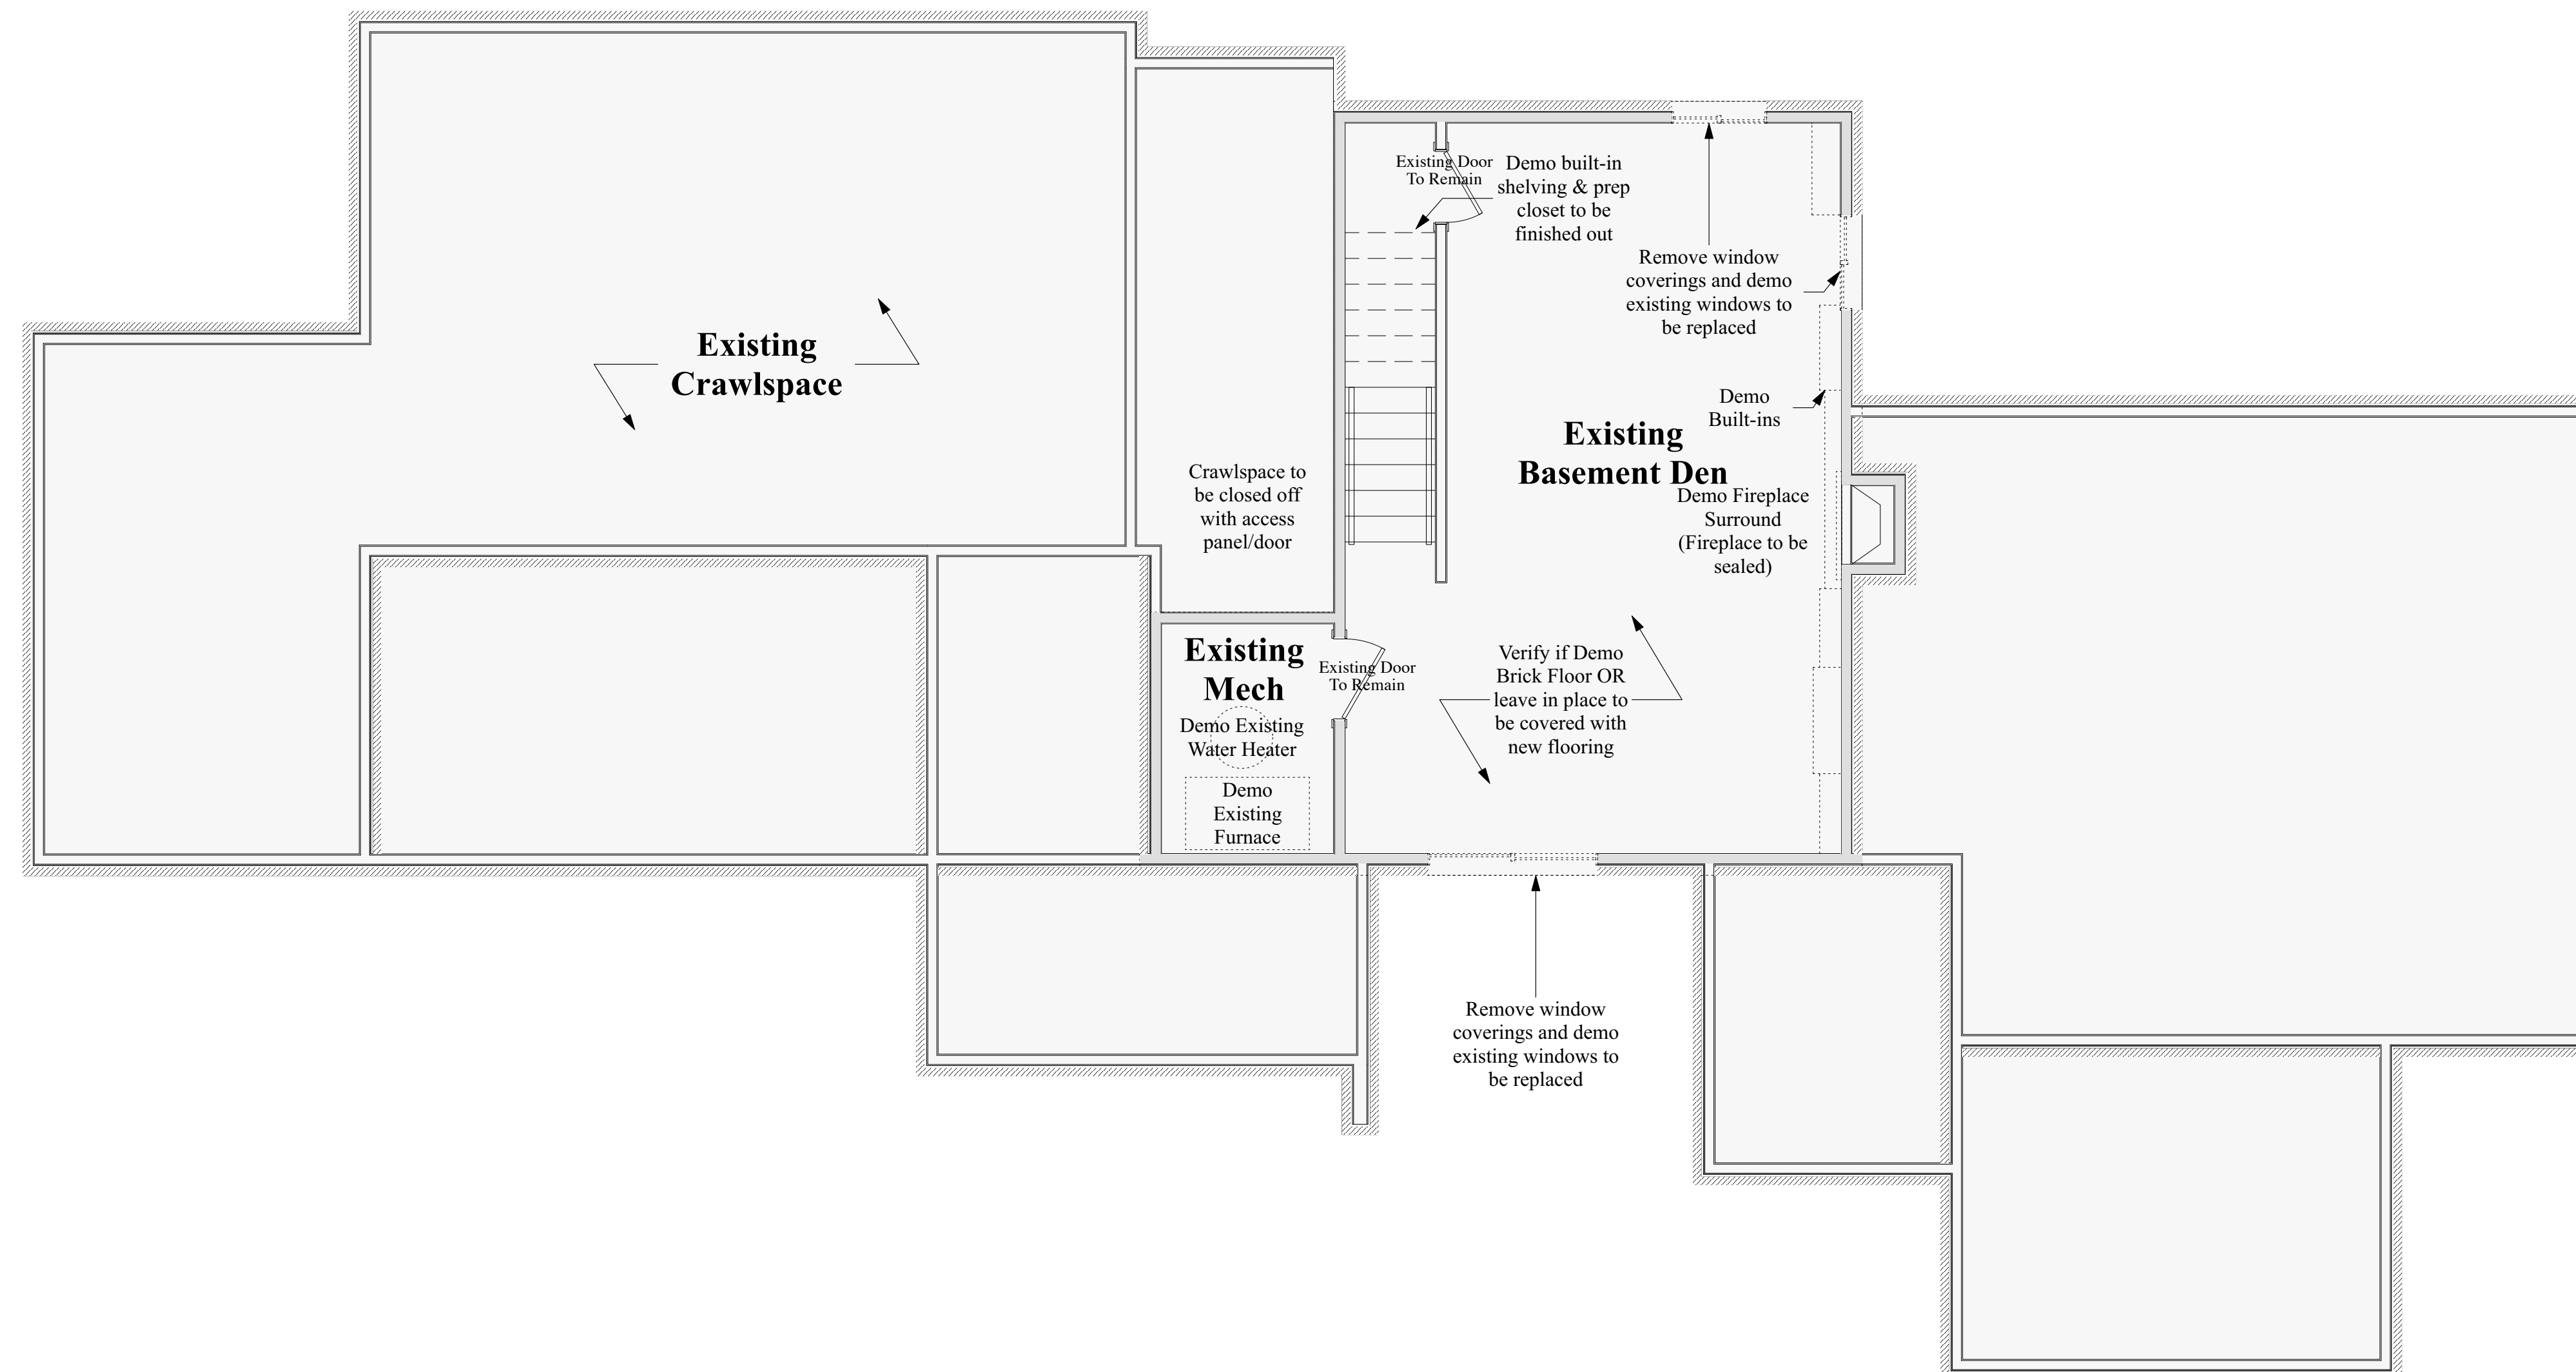 Existing Door
To Remain
Demo built-in
shelving & prep
closet to be
finished out
Remove window
coverings and demo
existing windows to
be replaced
Existing
Crawlspace
Demo
Built-ins
Existing
Basement Den
Crawlspace to
be closed off
with access
panel/door
Demo Fireplace
Surround
(Fireplace to be
sealed)
Existing
Mech
Existing Door
To Remain
Verify if Demo
Brick Floor OR
leave in place to
be covered with
new flooring
Demo Existing
Water Heater
Demo
Existing
Furnace
Remove window
coverings and demo
existing windows to
be replaced